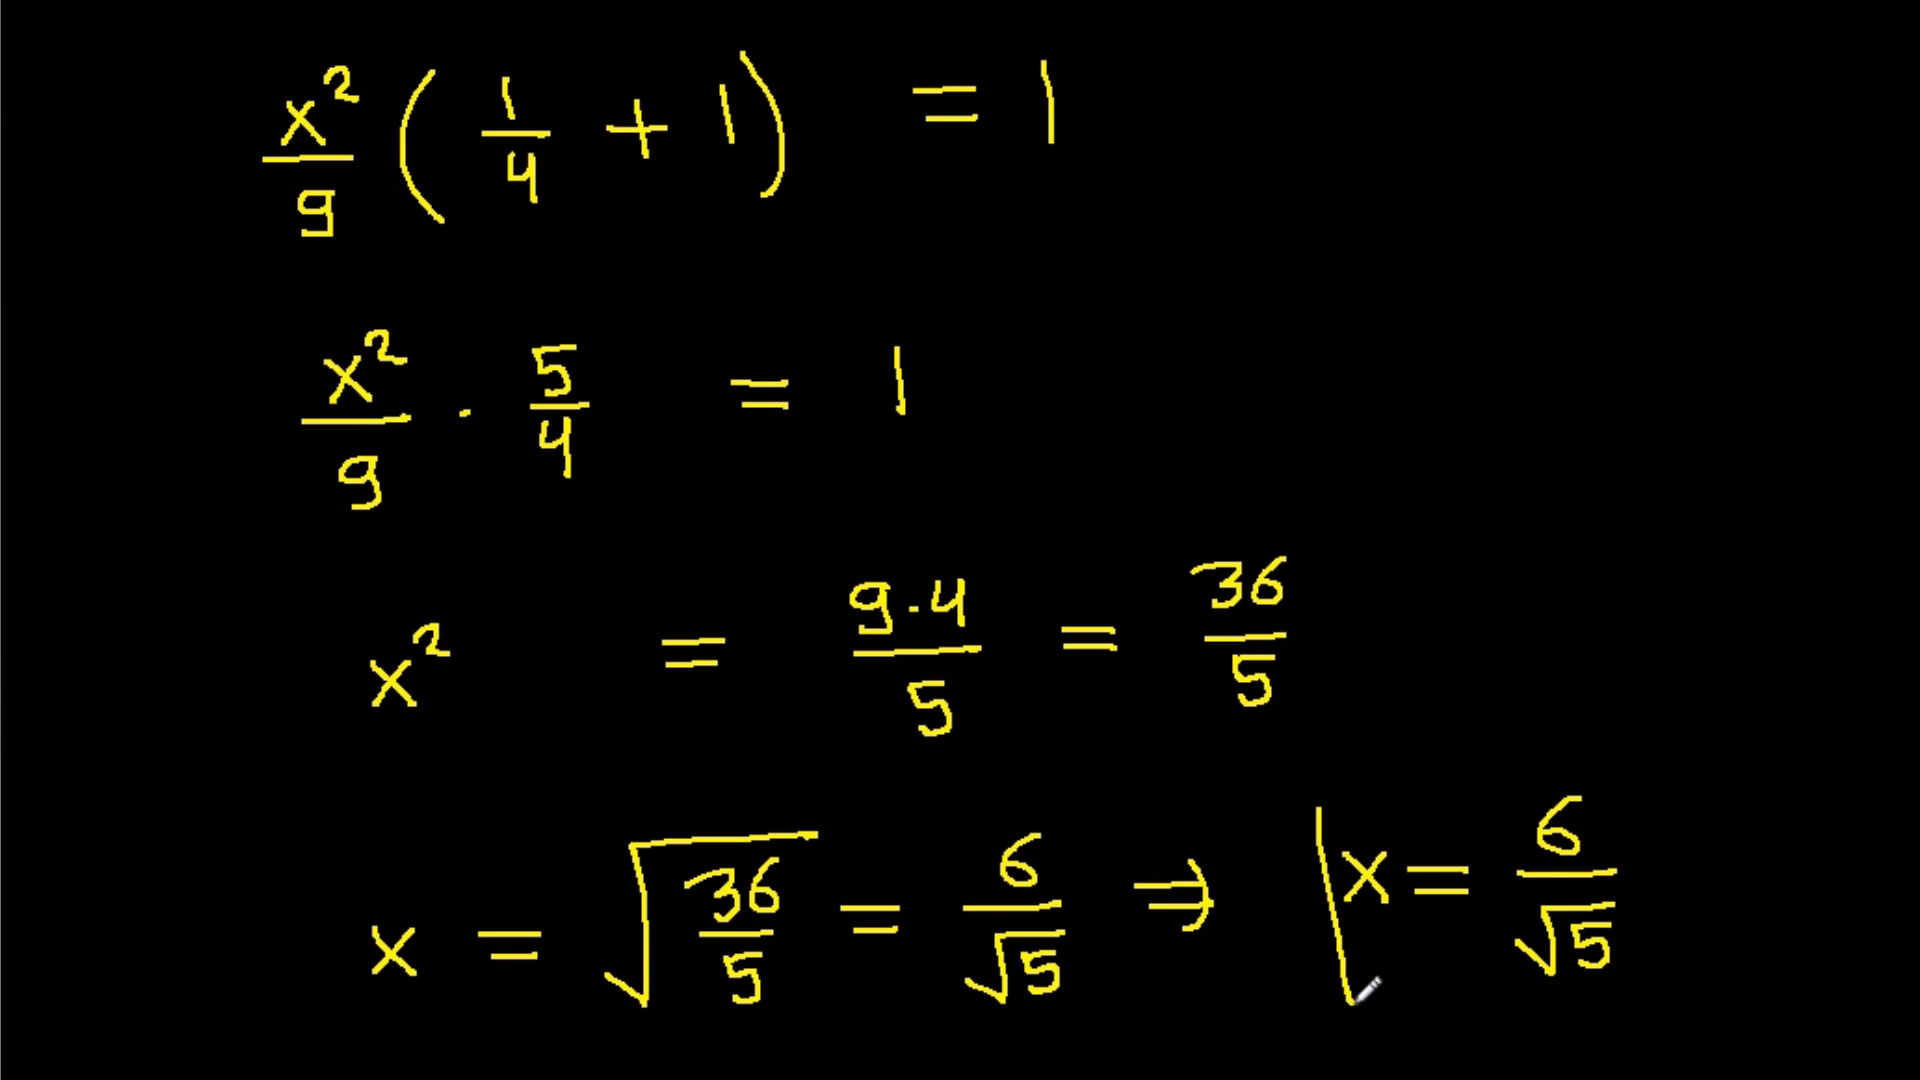 x²/9 ( 1/4 + 1 ) = 1
x²/9 · 5/4 = 1
x² = 9·4/5 = 36/5
x = √(36/5) = 6/√5 ⇒ x = 6/√5